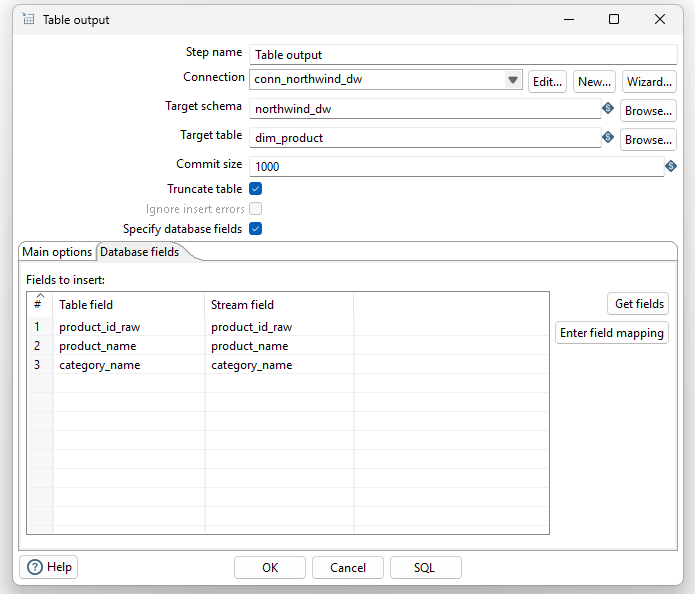 Table output
Step name Table output
Connection conn_northwind_dw Edit... New... Wizard...
Target schema northwind_dw S Browse...
Target table dim_product S Browse...
Commit size 1000 S
Truncate table
Ignore insert errors
Specify database fields
Main options Database fields
Fields to insert:
# Table field Stream field Get fields
1 product_id_raw product_id_raw
2 product_name product_name Enter field mapping
3 category_name category_name
? Help OK Cancel SQL